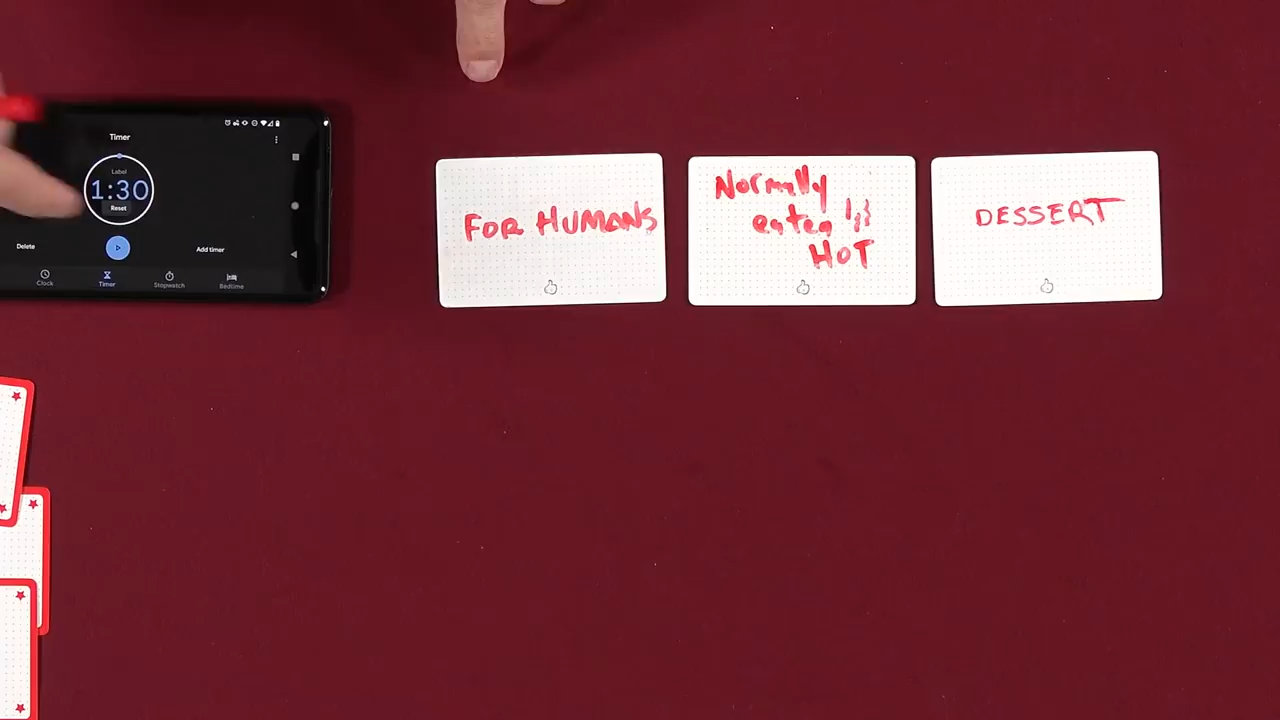 Timer
Label
1:30
Reset
Delete
Add timer
Clock
Timer
Stopwatch
Bedtime
FOR HUMANS
Normally
eaten
HOT
DESSERT